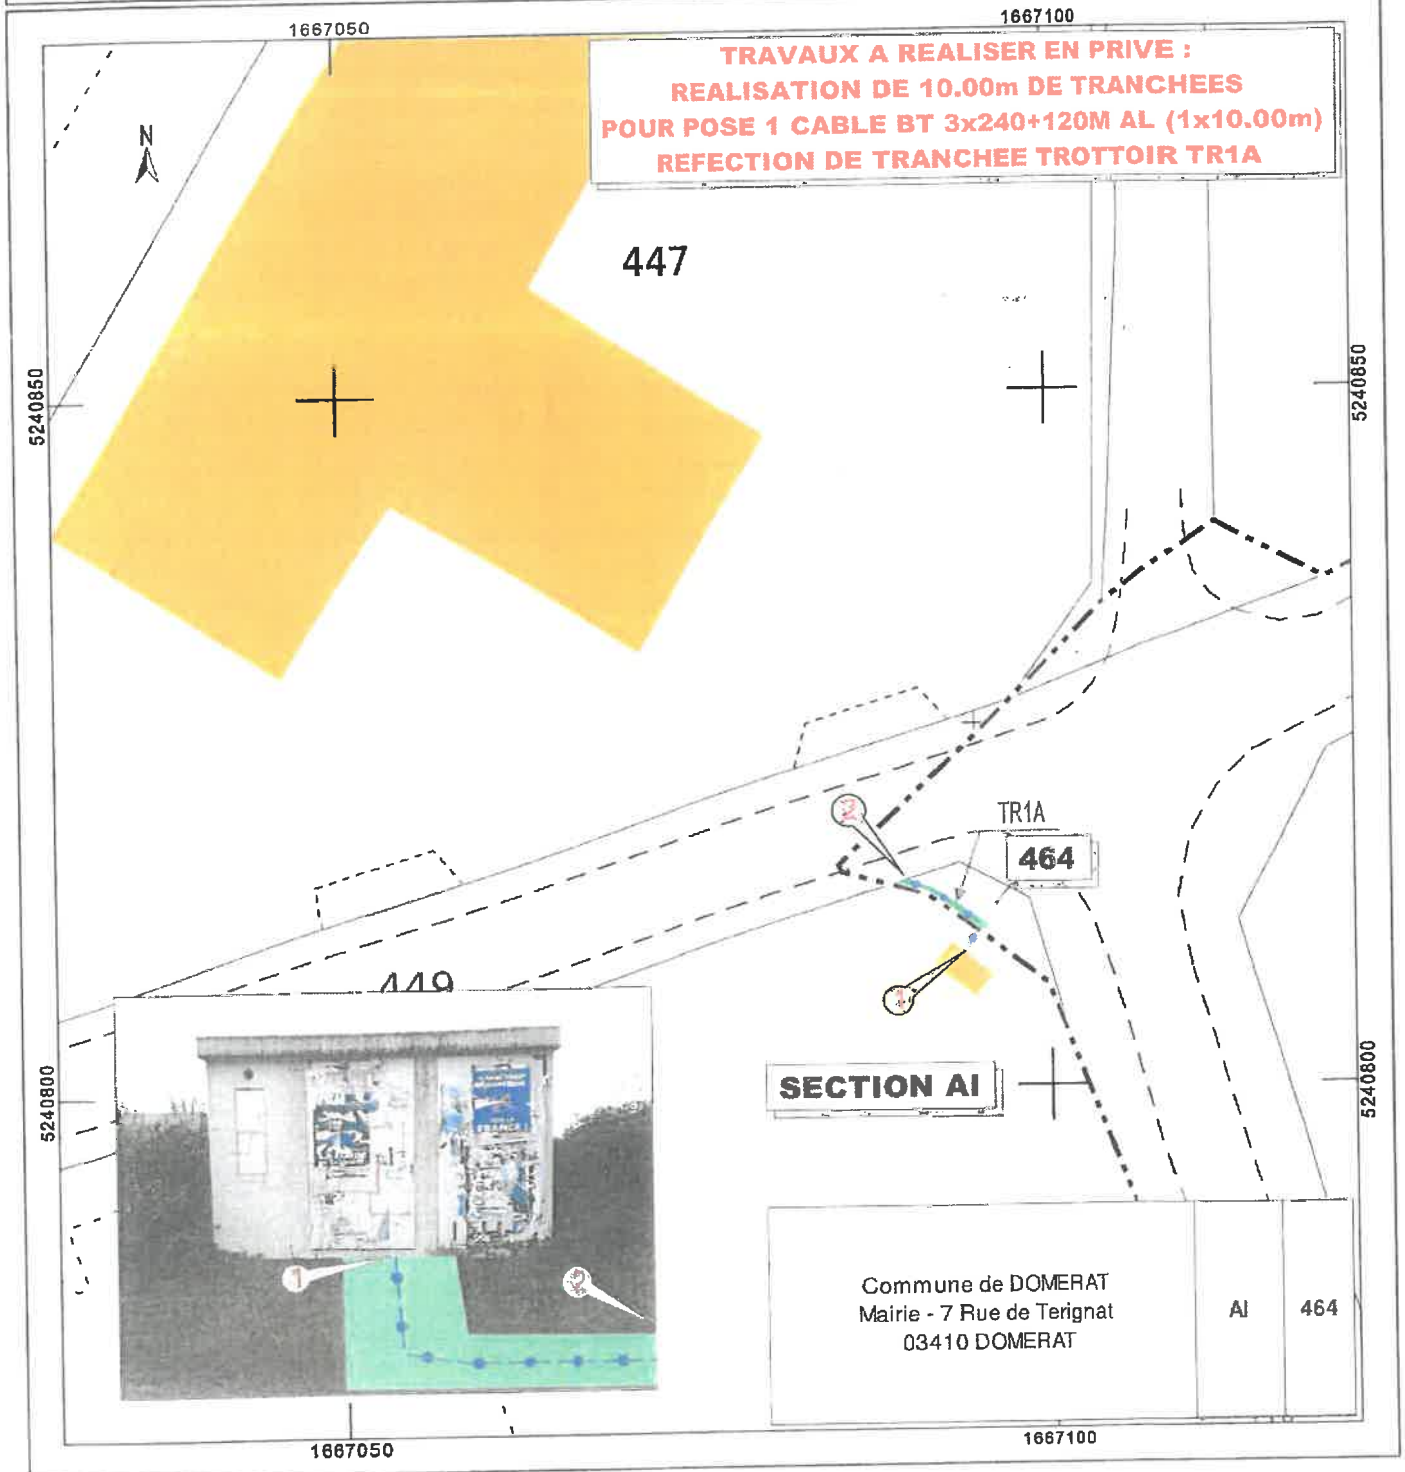 1667050
1667100
TRAVAUX A REALISER EN PRIVE :
REALISATION DE 10.00m DE TRANCHEES
POUR POSE 1 CABLE BT 3x240+120M AL (1x10.00m)
REFECTION DE TRANCHEE TROTTOIR TR1A
N
447
5240850
5240850
2
TR1A
464
1
449
SECTION AI
5240800
5240800
FRANCE
1
2
Commune de DOMERAT
Mairie - 7 Rue de Terignat
03410 DOMERAT
AI
464
1667050
1667100